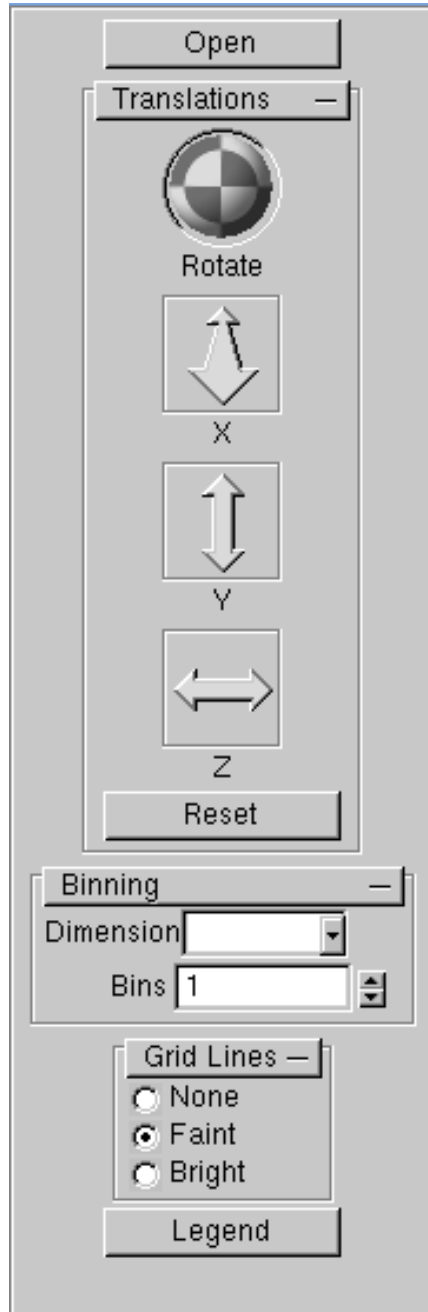 Open
Translations
Rotate
X
Y
Z
Reset
Binning
Dimension
Bins 1
Grid Lines
None
Faint
Bright
Legend